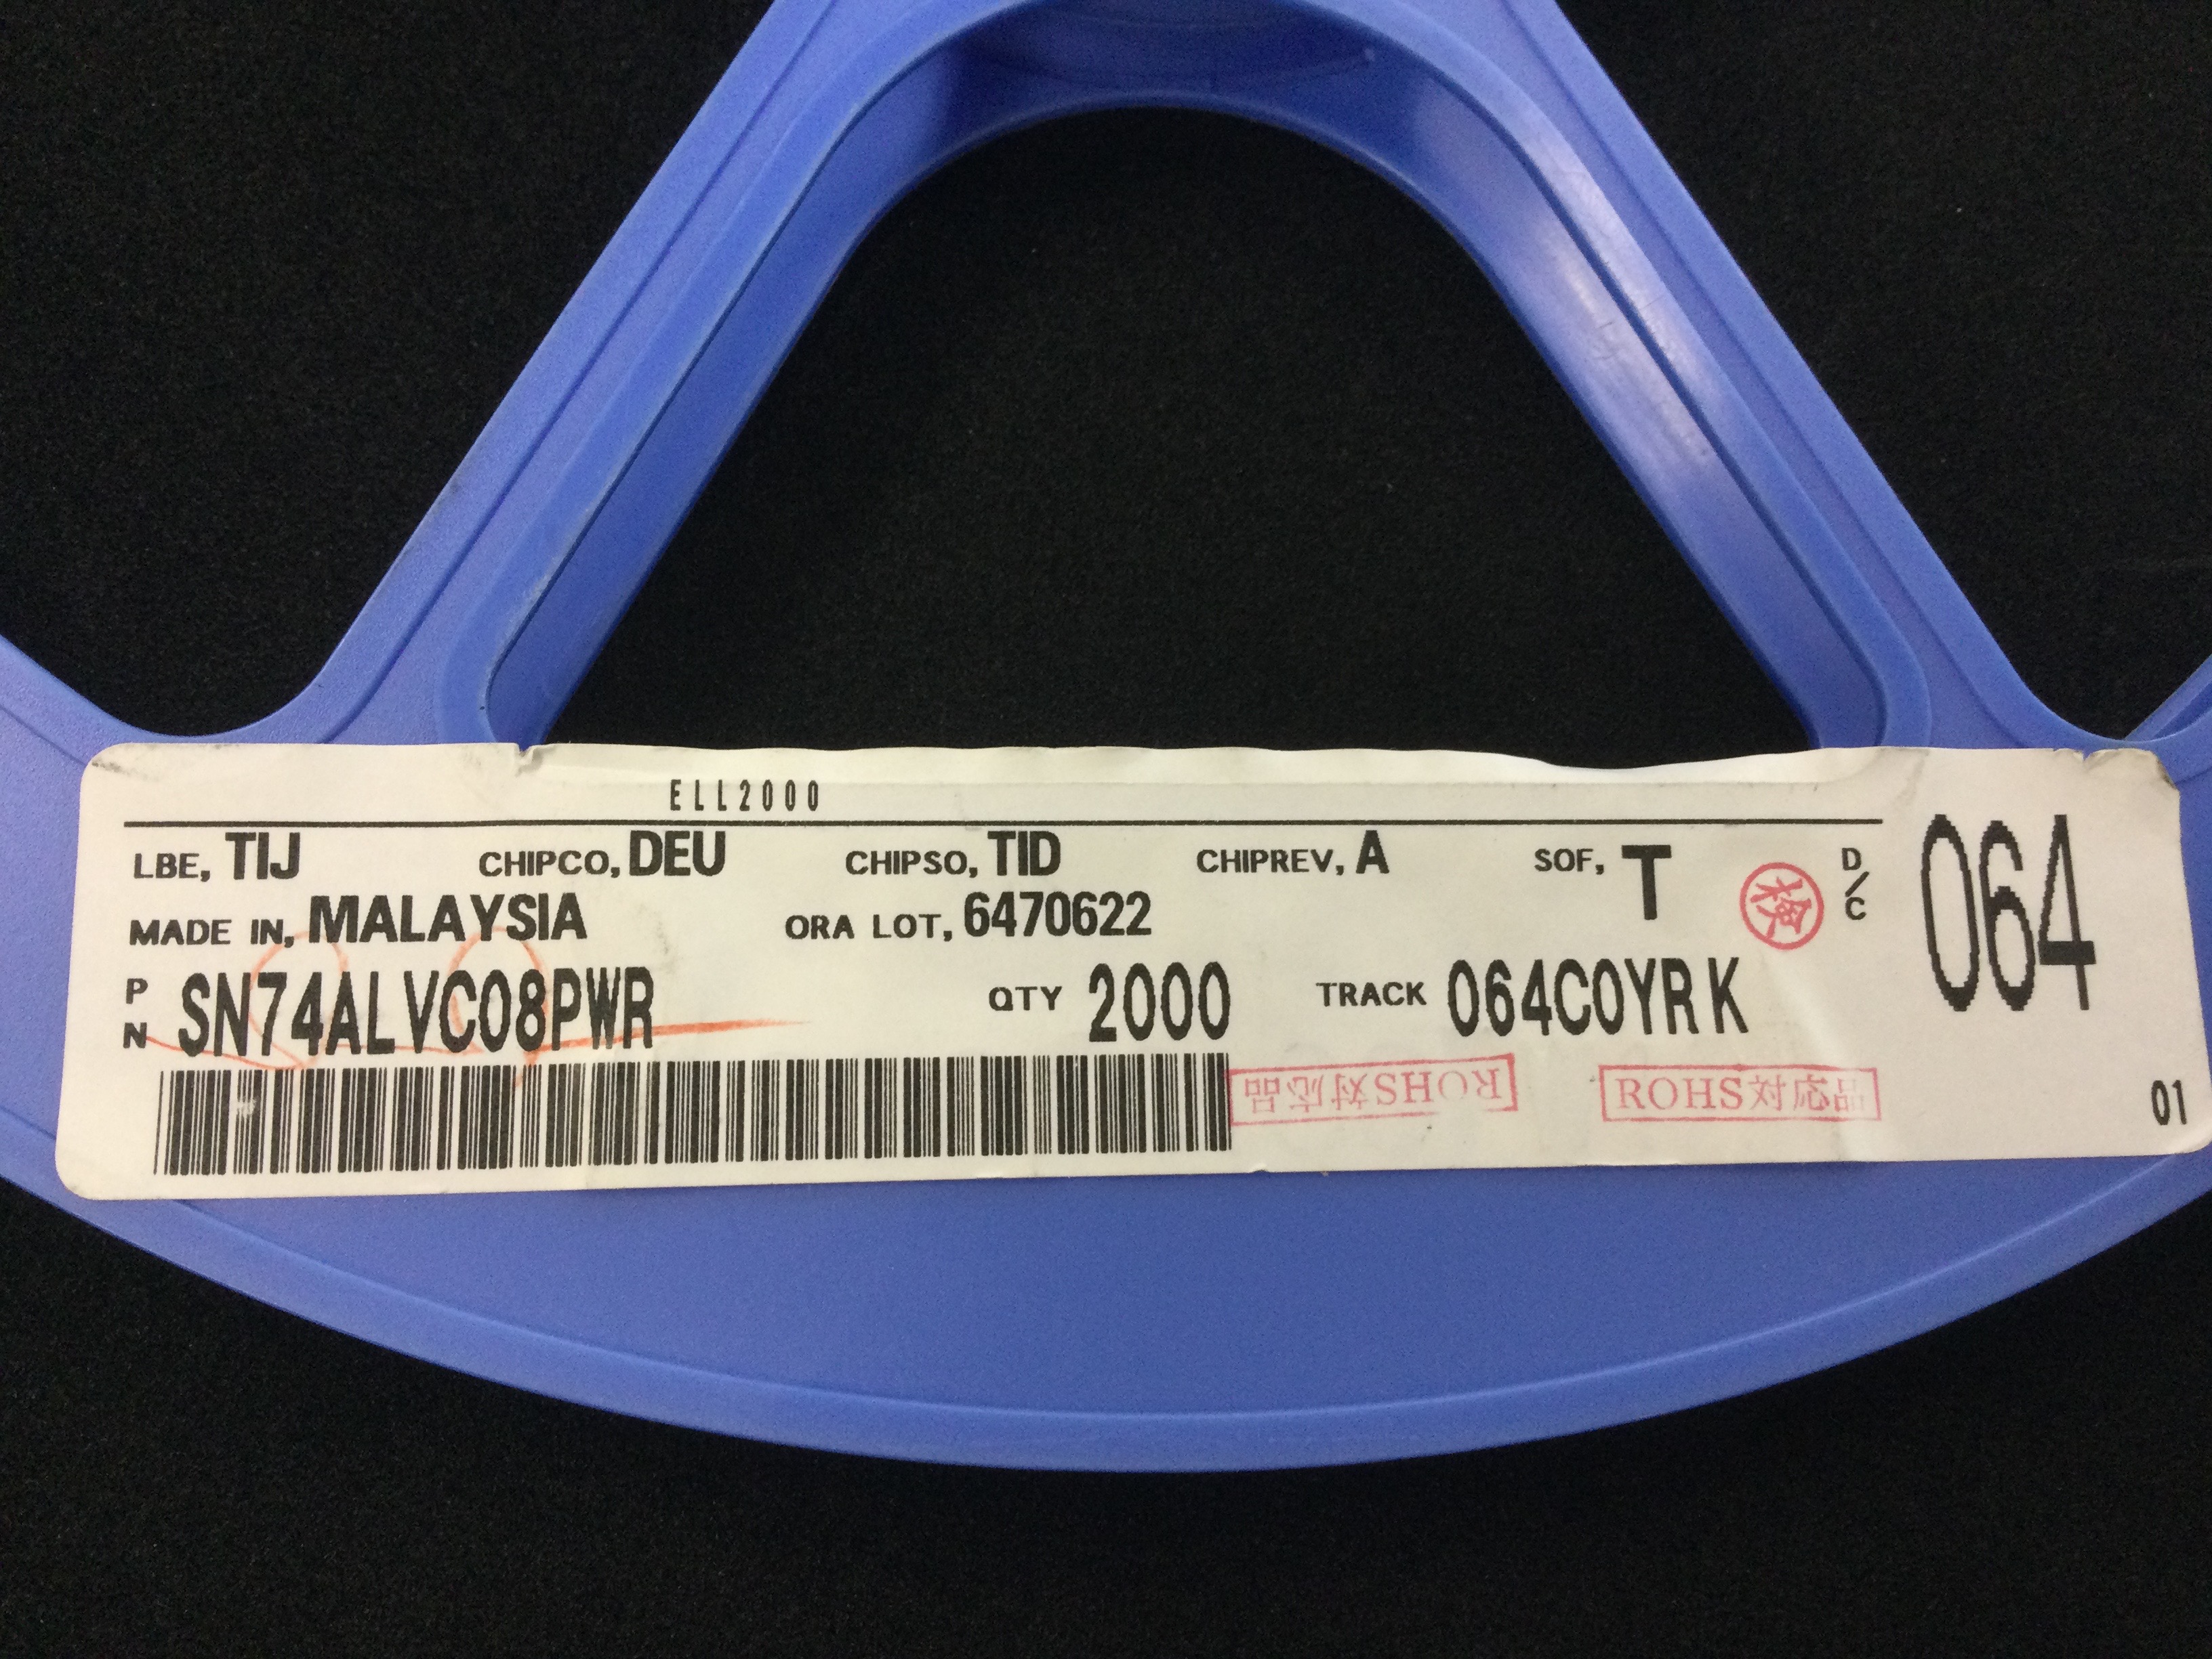 ELL2000
LBE, TIJ CHIPCO, DEU CHIPSO, TID CHIPREV, A SOF, T D/C 064
MADE IN, MALAYSIA ORA LOT, 6470622 検
PN SN74ALVC08PWR QTY 2000 TRACK 064C0YRK
ROHS対応品 ROHS対応品
01